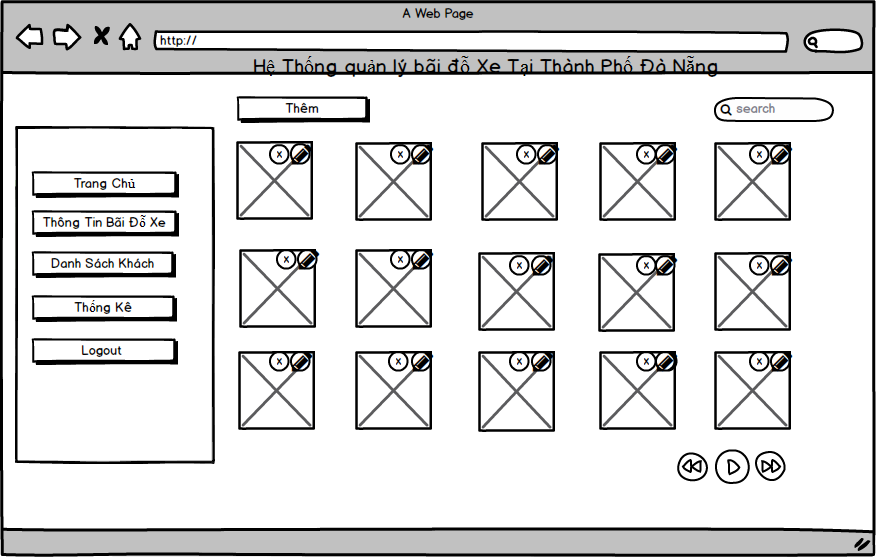 A Web Page
http://
Hệ Thống quản lý bãi đỗ Xe Tại Thành Phố Đà Nẵng
Thêm
search
x x x x x
Trang Chủ
Thông Tin Bãi Đỗ Xe
Danh Sách Khách
x x x x x
Thống Kê
Logout
x x x x x